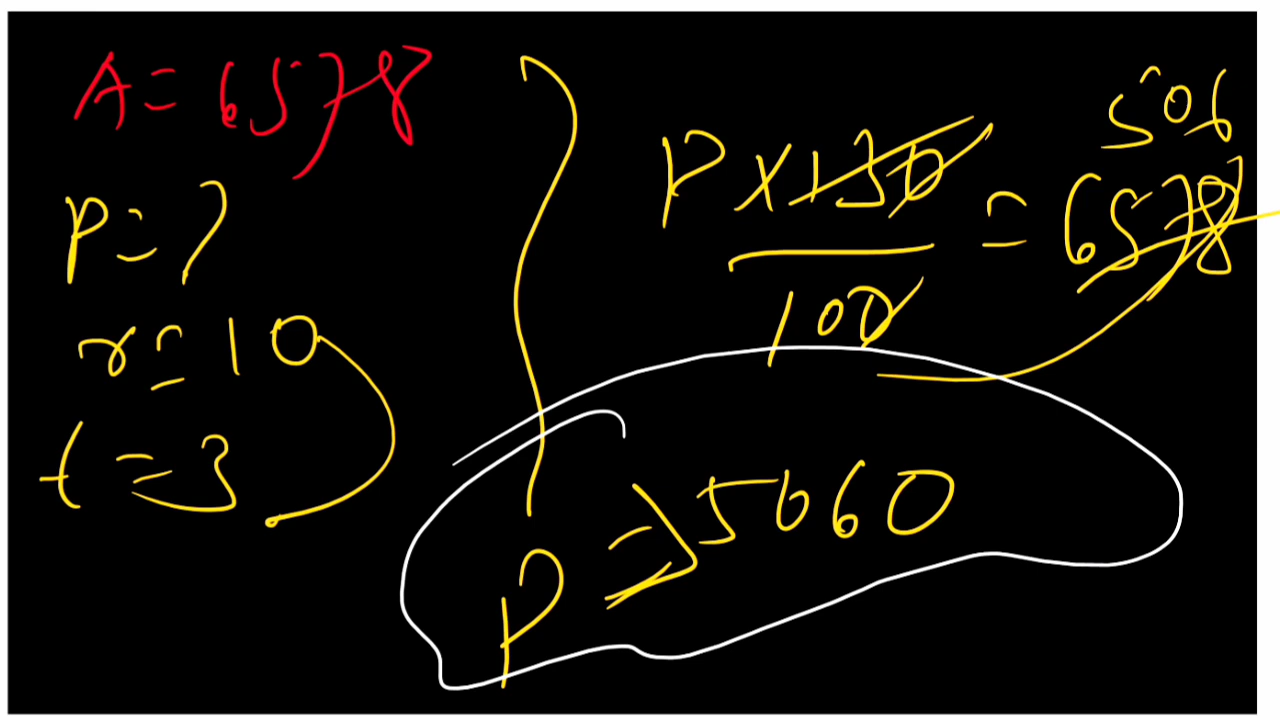 A = 6578
P = ?
r = 10
t = 3
506
P x 130 = 6578
100
P = 5060